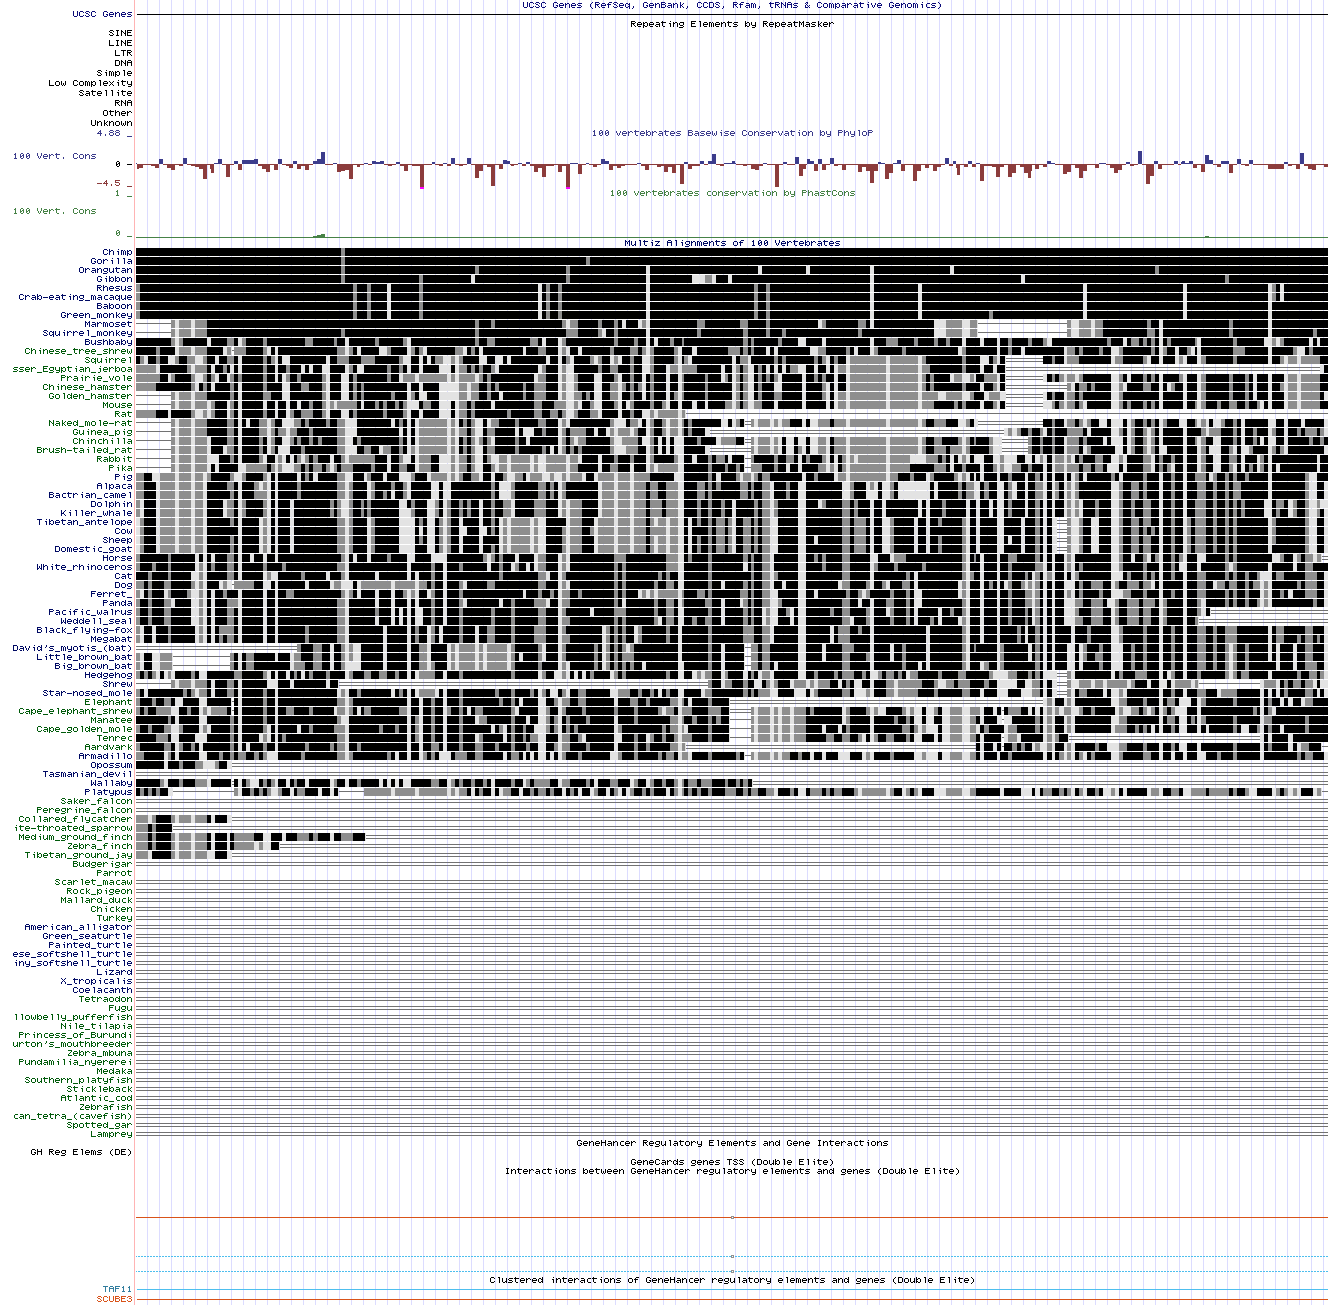 UCSC Genes (RefSeq, GenBank, CCDS, Rfam, tRNAs & Comparative Genomics)
UCSC Genes
Repeating Elements by RepeatMasker
SINE
LINE
LTR
DNA
Simple
Low Complexity
Satellite
RNA
Other
Unknown
4.88 _
100 vertebrates Basewise Conservation by PhyloP
100 Vert. Cons
0 _
-4.5 _
100 vertebrates conservation by PhastCons
1 _
100 Vert. Cons
0 _
Multiz Alignments of 100 Vertebrates
Chimp
Gorilla
Orangutan
Gibbon
Rhesus
Crab-eating_macaque
Baboon
Green_monkey
Marmoset
Squirrel_monkey
Bushbaby
Chinese_tree_shrew
Squirrel
sser_Egyptian_jerboa
Prairie_vole
Chinese_hamster
Golden_hamster
Mouse
Rat
Naked_mole-rat
Guinea_pig
Chinchilla
Brush-tailed_rat
Rabbit
Pika
Pig
Alpaca
Bactrian_camel
Dolphin
Killer_whale
Tibetan_antelope
Cow
Sheep
Domestic_goat
Horse
White_rhinoceros
Cat
Dog
Ferret_
Panda
Pacific_walrus
Weddell_seal
Black_flying-fox
Megabat
David's_myotis_(bat)
Little_brown_bat
Big_brown_bat
Hedgehog
Shrew
Star-nosed_mole
Elephant
Cape_elephant_shrew
Manatee
Cape_golden_mole
Tenrec
Aardvark
Armadillo
Opossum
Tasmanian_devil
Wallaby
Platypus
Saker_falcon
Peregrine_falcon
Collared_flycatcher
ite-throated_sparrow
Medium_ground_finch
Zebra_finch
Tibetan_ground_jay
Budgerigar
Parrot
Scarlet_macaw
Rock_pigeon
Mallard_duck
Chicken
Turkey
American_alligator
Green_seaturtle
Painted_turtle
ese_softshell_turtle
iny_softshell_turtle
Lizard
X_tropicalis
Coelacanth
Tetraodon
Fugu
llowbelly_pufferfish
Nile_tilapia
Princess_of_Burundi
urton's_mouthbreeder
Zebra_mbuna
Pundamilia_nyererei
Medaka
Southern_platyfish
Stickleback
Atlantic_cod
Zebrafish
can_tetra_(cavefish)
Spotted_gar
Lamprey
GeneHancer Regulatory Elements and Gene Interactions
GH Reg Elems (DE)
GeneCards genes TSS (Double Elite)
Interactions between GeneHancer regulatory elements and genes (Double Elite)
Clustered interactions of GeneHancer regulatory elements and genes (Double Elite)
TAF11
SCUBE3